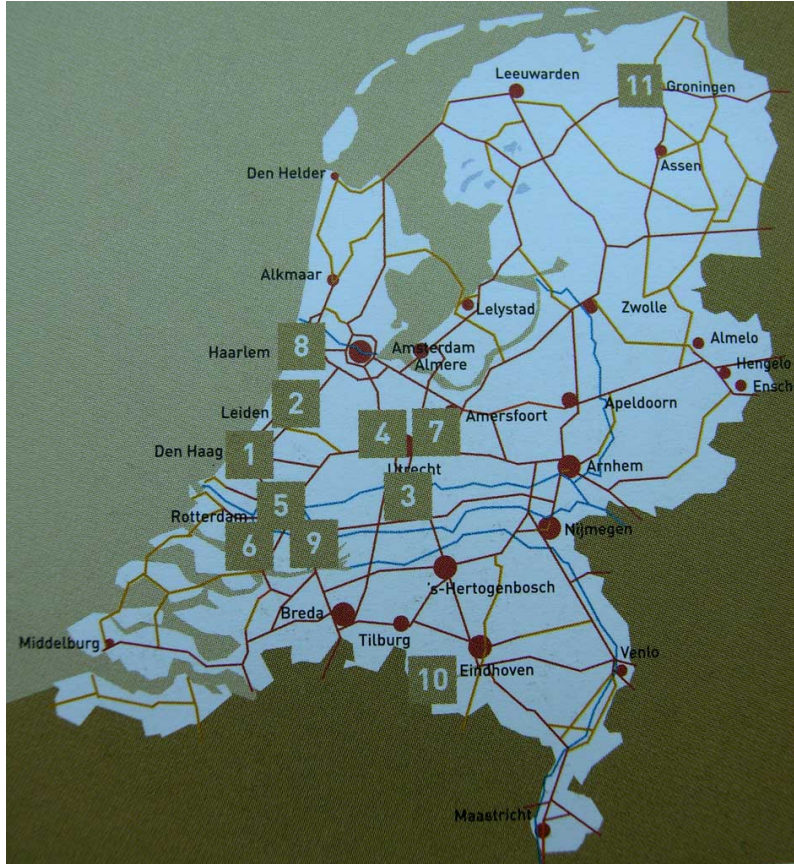 Leeuwarden
11 Groningen
Assen
Den Helder
Alkmaar
Lelystad
Zwolle
Haarlem 8 Amsterdam
Almelo
Almere
Hengelo
Ensch
Leiden 2
Amersfoort
Apeldoorn
4 7
Den Haag 1
Utrecht
Arnhem
3
5
Rotterdam
Nijmegen
6 9
's-Hertogenbosch
Breda
Tilburg
Middelburg
Venlo
10 Eindhoven
Maastricht